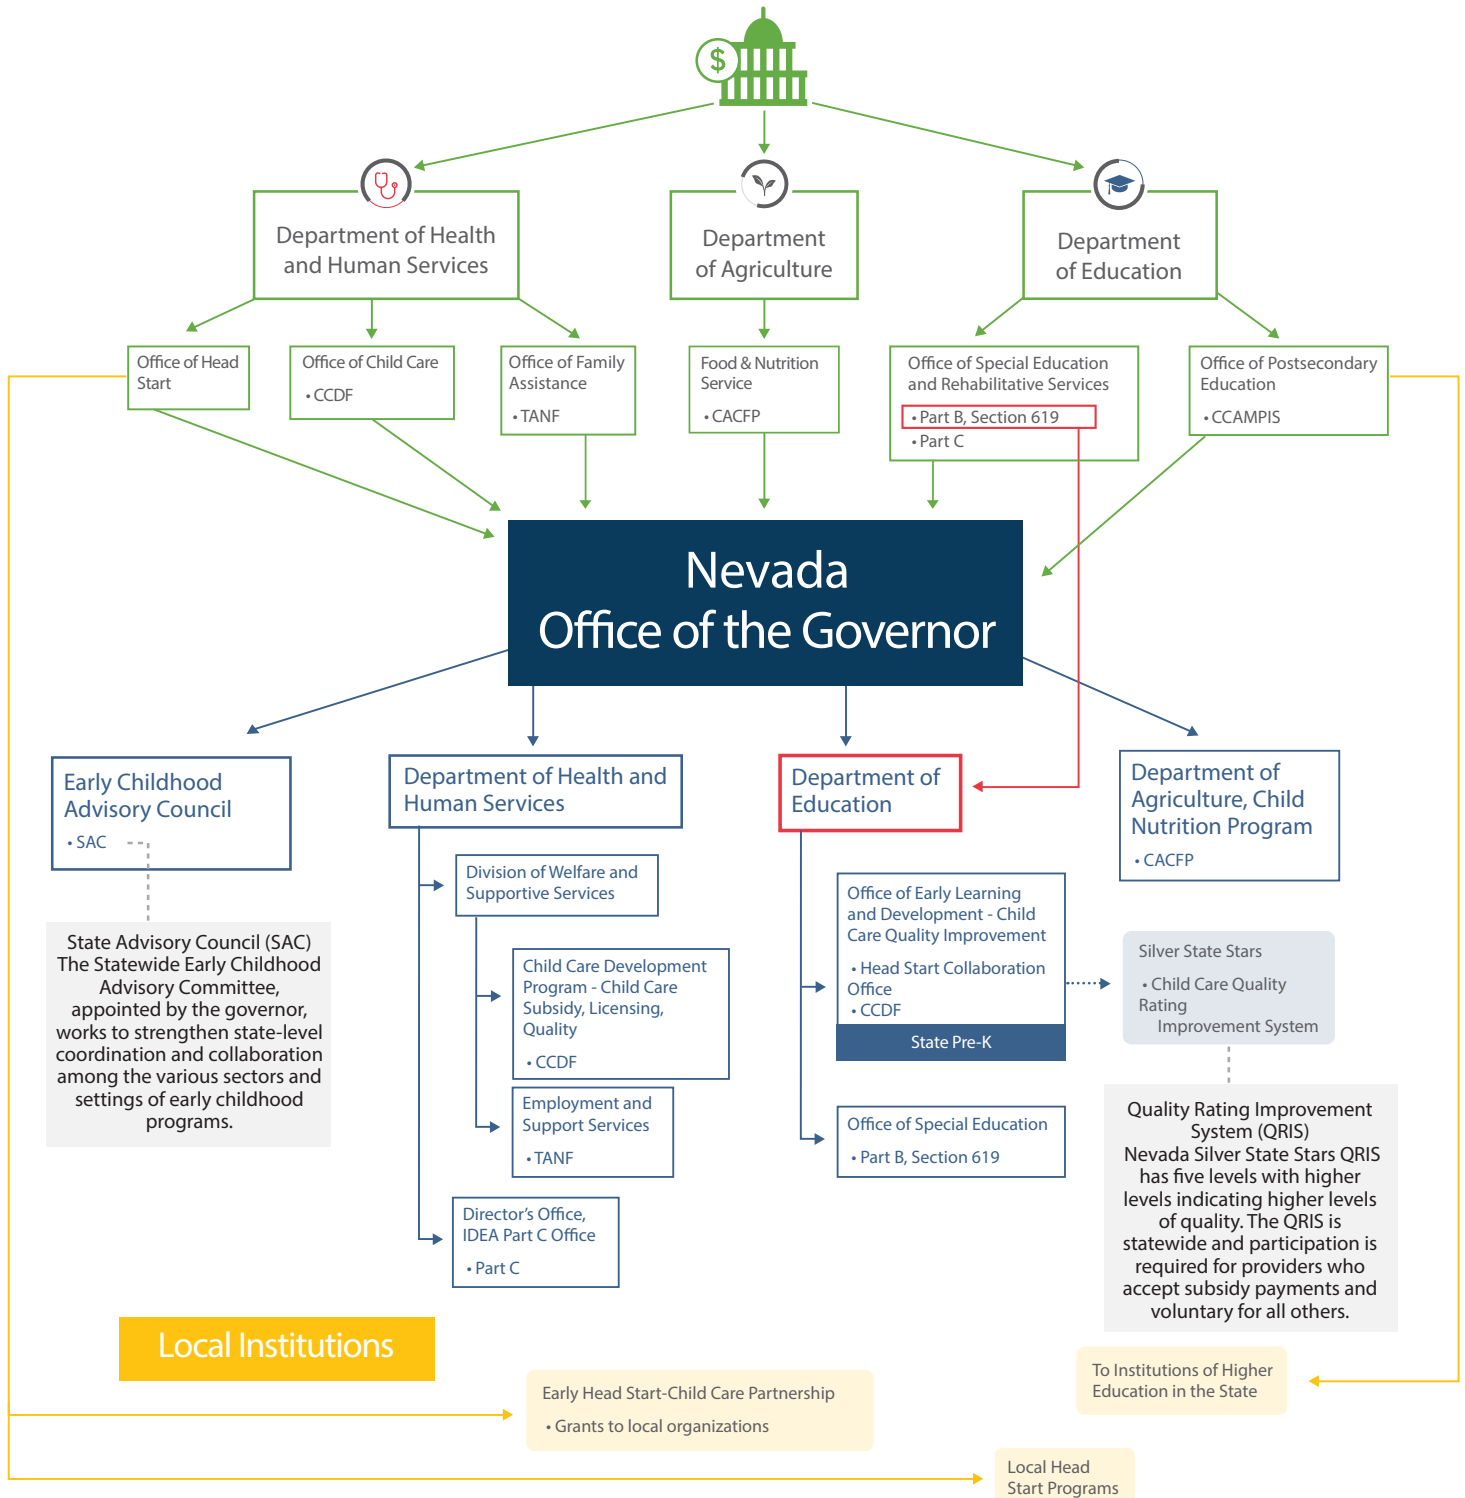 $
Department of Health
and Human Services
Department
of Agriculture
Department
of Education
Office of Head
Start
Office of Child Care
• CCDF
Office of Family
Assistance
• TANF
Food & Nutrition
Service
• CACFP
Office of Special Education
and Rehabilitative Services
• Part B, Section 619
• Part C
Office of Postsecondary
Education
• CCAMPIS
Nevada
Office of the Governor
Early Childhood
Advisory Council
• SAC
State Advisory Council (SAC)
The Statewide Early Childhood
Advisory Committee,
appointed by the governor,
works to strengthen state-level
coordination and collaboration
among the various sectors and
settings of early childhood
programs.
Department of Health and
Human Services
Division of Welfare and
Supportive Services
Child Care Development
Program - Child Care
Subsidy, Licensing,
Quality
• CCDF
Employment and
Support Services
• TANF
Director’s Office,
IDEA Part C Office
• Part C
Department of
Education
Office of Early Learning
and Development - Child
Care Quality Improvement
• Head Start Collaboration
Office
• CCDF
State Pre-K
Office of Special Education
• Part B, Section 619
Department of
Agriculture, Child
Nutrition Program
• CACFP
Silver State Stars
• Child Care Quality
Rating
Improvement System
Quality Rating Improvement
System (QRIS)
Nevada Silver State Stars QRIS
has five levels with higher
levels indicating higher levels
of quality. The QRIS is
statewide and participation is
required for providers who
accept subsidy payments and
voluntary for all others.
Local Institutions
Early Head Start-Child Care Partnership
• Grants to local organizations
To Institutions of Higher
Education in the State
Local Head
Start Programs